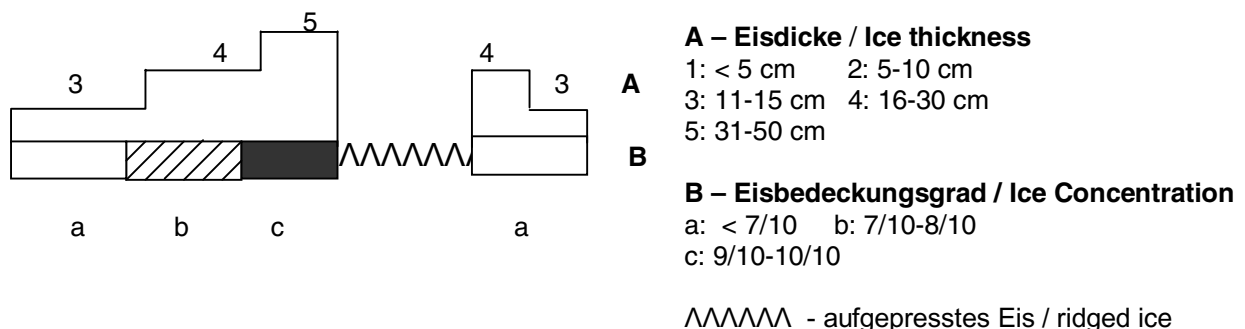 5
4
4
3
3
A
B
a
b
c
a
A – Eisdicke / Ice thickness
1: < 5 cm 2: 5-10 cm
3: 11-15 cm 4: 16-30 cm
5: 31-50 cm
B – Eisbedeckungsgrad / Ice Concentration
a: < 7/10 b: 7/10-8/10
c: 9/10-10/10
ΛΛΛΛΛΛ - aufgepresstes Eis / ridged ice